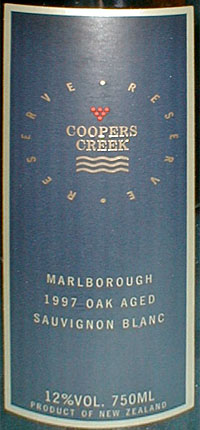 RESERVE • RESERVE •
COOPERS
CREEK
MARLBOROUGH
1997 OAK AGED
SAUVIGNON BLANC
12%VOL. 750ML
PRODUCT OF NEW ZEALAND